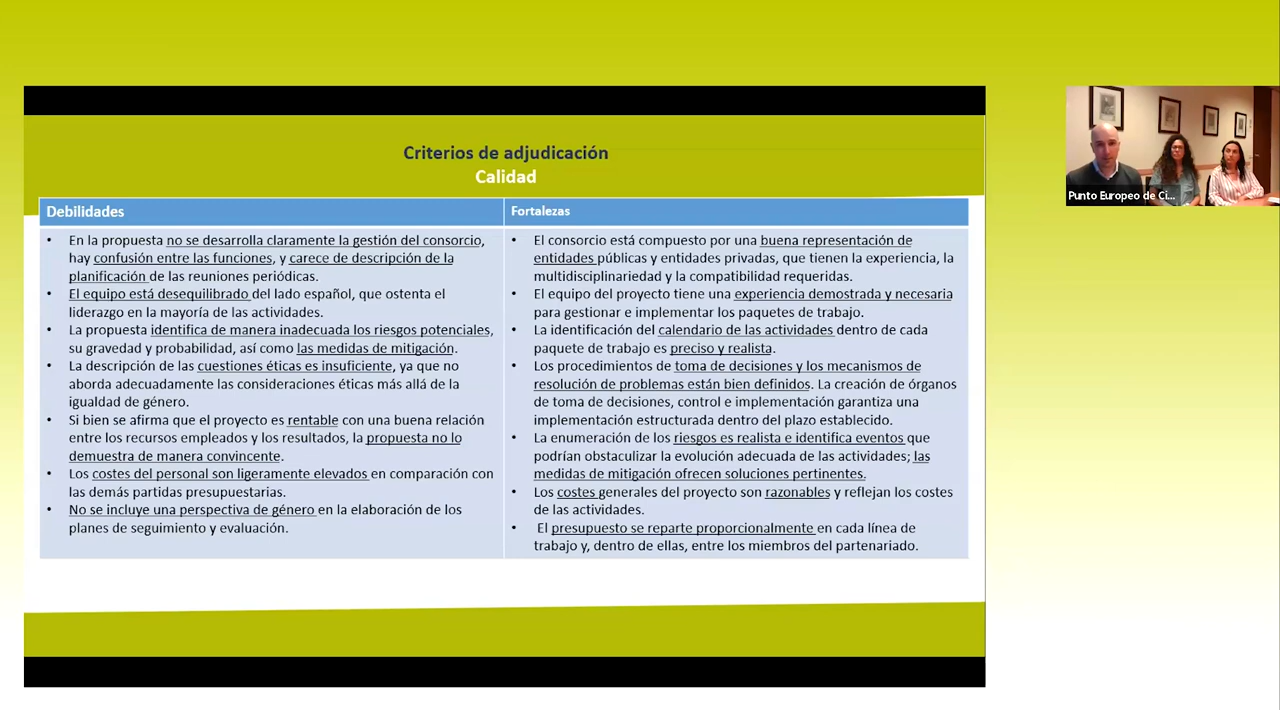 Criterios de adjudicación
Calidad
Debilidades
• En la propuesta no se desarrolla claramente la gestión del consorcio,
hay confusión entre las funciones, y carece de descripción de la
planificación de las reuniones periódicas.
• El equipo está desequilibrado del lado español, que ostenta el
liderazgo en la mayoría de las actividades.
• La propuesta identifica de manera inadecuada los riesgos potenciales,
su gravedad y probabilidad, así como las medidas de mitigación.
• La descripción de las cuestiones éticas es insuficiente, ya que no
aborda adecuadamente las consideraciones éticas más allá de la
igualdad de género.
• Si bien se afirma que el proyecto es rentable con una buena relación
entre los recursos empleados y los resultados, la propuesta no lo
demuestra de manera convincente.
• Los costes del personal son ligeramente elevados en comparación con
las demás partidas presupuestarias.
• No se incluye una perspectiva de género en la elaboración de los
planes de seguimiento y evaluación.
Fortalezas
• El consorcio está compuesto por una buena representación de
entidades públicas y entidades privadas, que tienen la experiencia, la
multidisciplinariedad y la compatibilidad requeridas.
• El equipo del proyecto tiene una experiencia demostrada y necesaria
para gestionar e implementar los paquetes de trabajo.
• La identificación del calendario de las actividades dentro de cada
paquete de trabajo es preciso y realista.
• Los procedimientos de toma de decisiones y los mecanismos de
resolución de problemas están bien definidos. La creación de órganos
de toma de decisiones, control e implementación garantiza una
implementación estructurada dentro del plazo establecido.
• La enumeración de los riesgos es realista e identifica eventos que
podrían obstaculizar la evolución adecuada de las actividades; las
medidas de mitigación ofrecen soluciones pertinentes.
• Los costes generales del proyecto son razonables y reflejan los costes
de las actividades.
• El presupuesto se reparte proporcionalmente en cada línea de
trabajo y, dentro de ellas, entre los miembros del partenariado.
Punto Europeo de Ci...